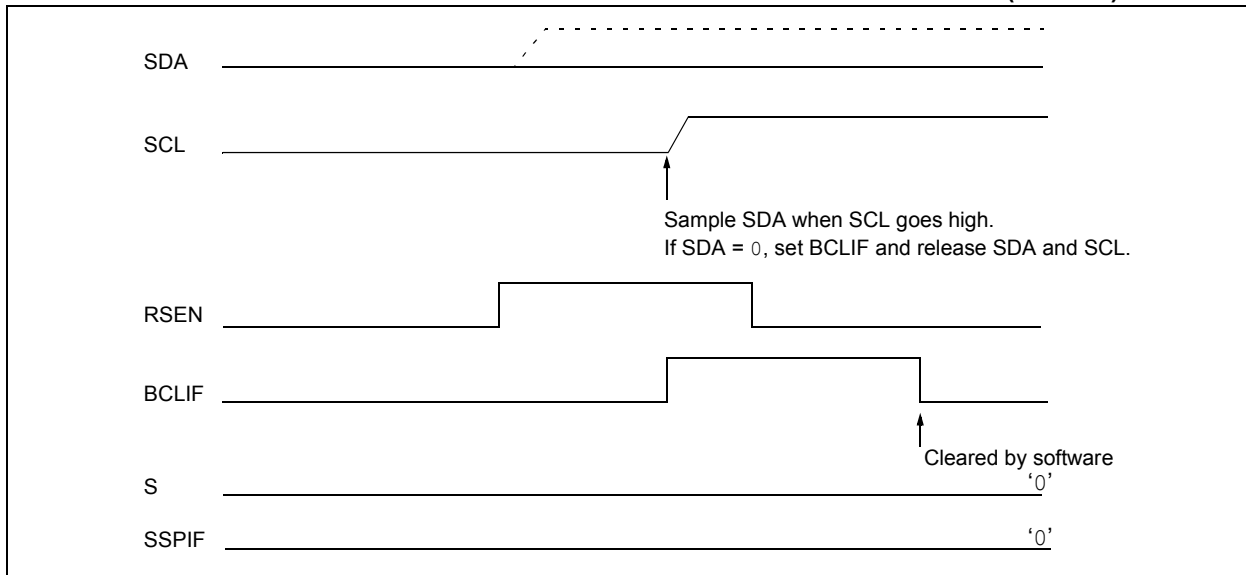 SDA
SCL
Sample SDA when SCL goes high.
If SDA = 0, set BCLIF and release SDA and SCL.
RSEN
BCLIF
Cleared by software
S
‘0’
SSPIF
‘0’